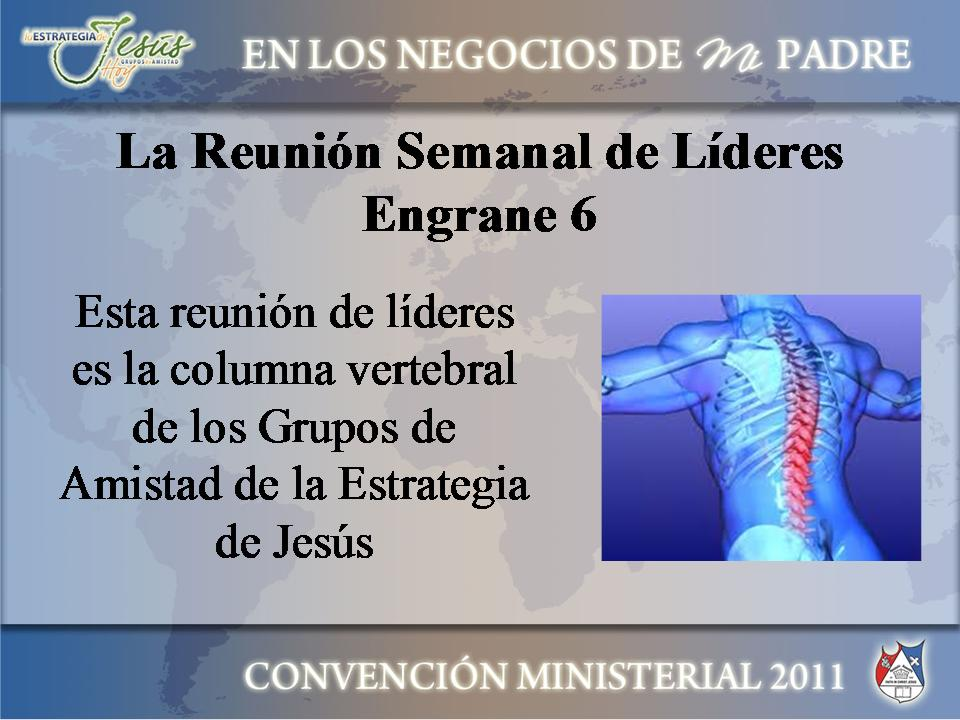 la ESTRATEGIA de
Jesús
GRUPOS de AMISTAD
Hoy
EN LOS NEGOCIOS DE Mi PADRE
La Reunión Semanal de Líderes
Engrane 6
Esta reunión de líderes
es la columna vertebral
de los Grupos de
Amistad de la Estrategia
de Jesús
CONVENCIÓN MINISTERIAL 2011